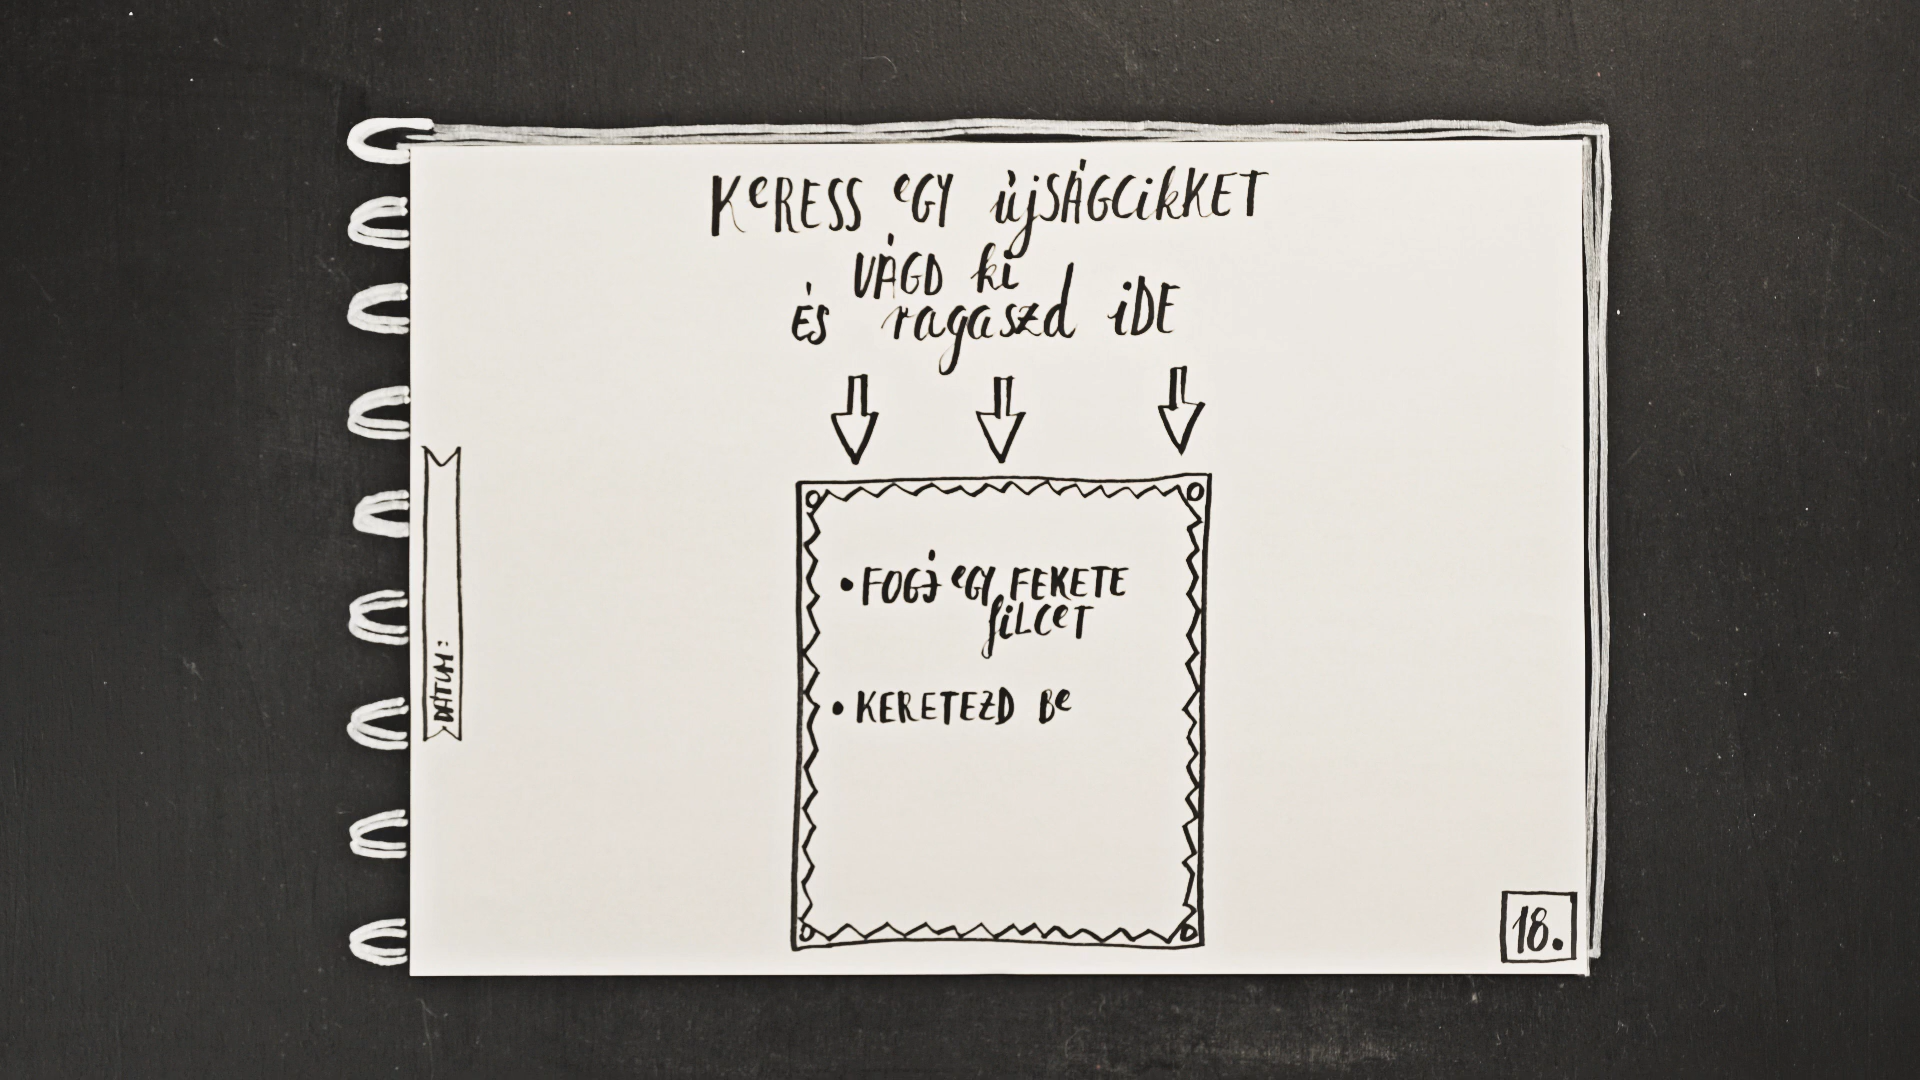 KeRESS eGY újSÁGCikKET
VÁGD ki
ÉS ragaszd iDE
• FOGJ eGY FEKETE
filCeT
• KERETEZD Be
DÁTUM:
18.